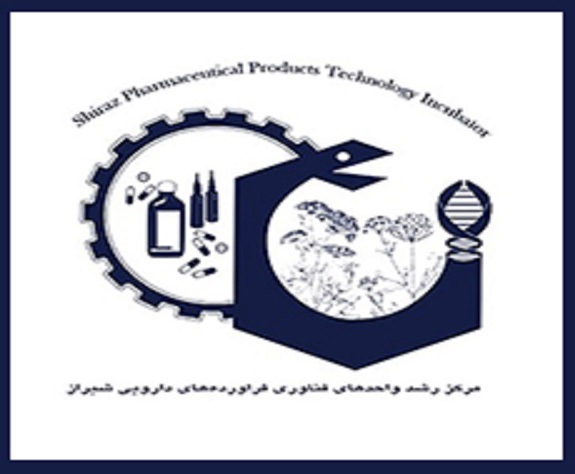 Shiraz Pharmaceutical Products Technology Incubator
مرکز رشد واحدهای فناوری فراورده‌های دارویی شیراز